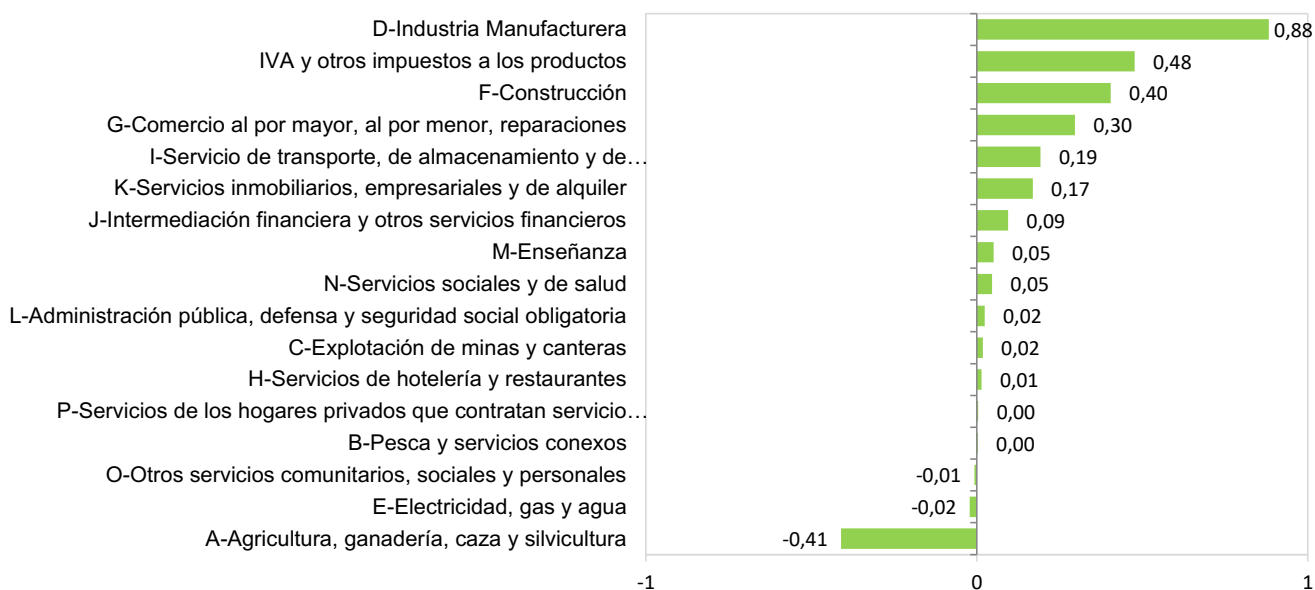 D-Industria Manufacturera 0,88
IVA y otros impuestos a los productos 0,48
F-Construcción 0,40
G-Comercio al por mayor, al por menor, reparaciones 0,30
I-Servicio de transporte, de almacenamiento y de… 0,19
K-Servicios inmobiliarios, empresariales y de alquiler 0,17
J-Intermediación financiera y otros servicios financieros 0,09
M-Enseñanza 0,05
N-Servicios sociales y de salud 0,05
L-Administración pública, defensa y seguridad social obligatoria 0,02
C-Explotación de minas y canteras 0,02
H-Servicios de hotelería y restaurantes 0,01
P-Servicios de los hogares privados que contratan servicio… 0,00
B-Pesca y servicios conexos 0,00
O-Otros servicios comunitarios, sociales y personales -0,01
E-Electricidad, gas y agua -0,02
A-Agricultura, ganadería, caza y silvicultura -0,41
-1 0 1